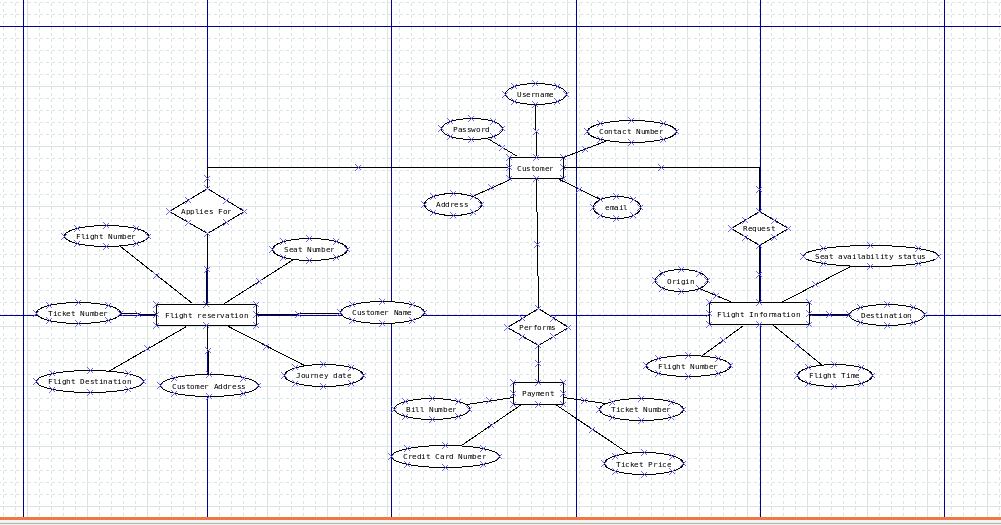 Username
Password
Contact Number
Customer
Address
email
Applies For
Request
Flight Number
Seat Number
Seat availability status
Origin
Ticket Number
Flight reservation
Customer Name
Flight Information
Destination
Performs
Flight Number
Flight Time
Flight Destination
Customer Address
Journey date
Payment
Bill Number
Ticket Number
Credit Card Number
Ticket Price